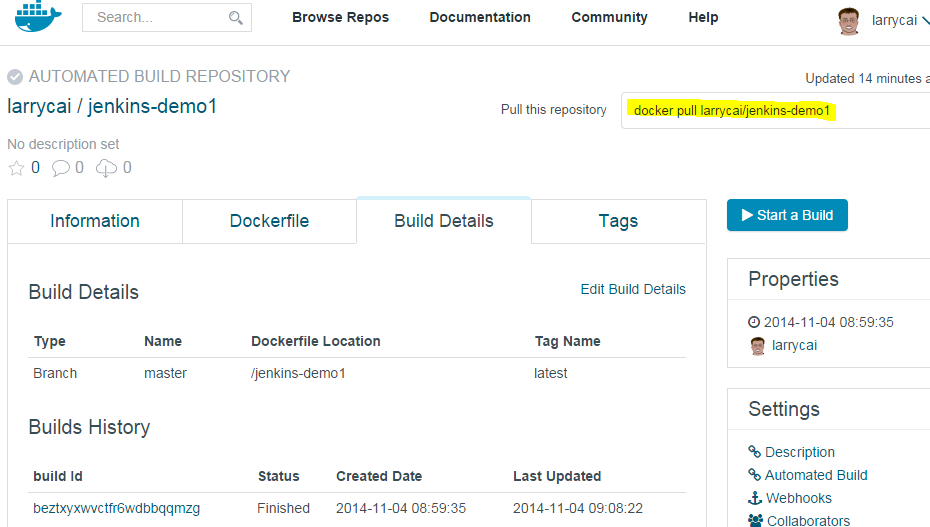 Search... Browse Repos Documentation Community Help larrycai
AUTOMATED BUILD REPOSITORY
Updated 14 minutes a
larrycai / jenkins-demo1
Pull this repository docker pull larrycai/jenkins-demo1
No description set
0 0 0
Information Dockerfile Build Details Tags
Start a Build
Build Details
Edit Build Details
Type Name Dockerfile Location Tag Name
Branch master /jenkins-demo1 latest
Builds History
build Id Status Created Date Last Updated
beztxyxwvctfr6wdbbqqmzg Finished 2014-11-04 08:59:35 2014-11-04 09:08:22
Properties
2014-11-04 08:59:35
larrycai
Settings
Description
Automated Build
Webhooks
Collaborators